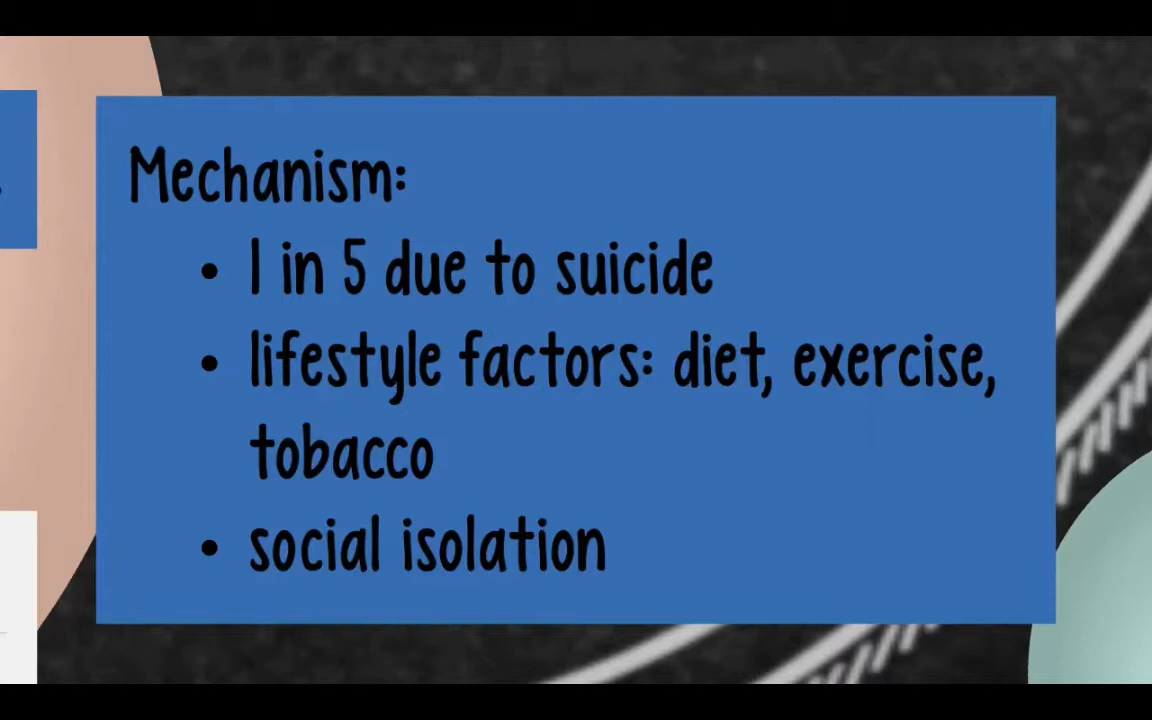 Mechanism:
• 1 in 5 due to suicide
• lifestyle factors: diet, exercise,
tobacco
• social isolation